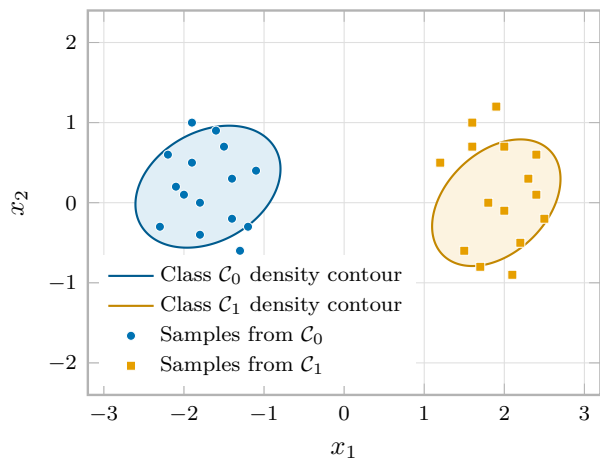 2
1
0
−1
−2
x₂
Class 𝒞₀ density contour
Class 𝒞₁ density contour
Samples from 𝒞₀
Samples from 𝒞₁
−3 −2 −1 0 1 2 3
x₁